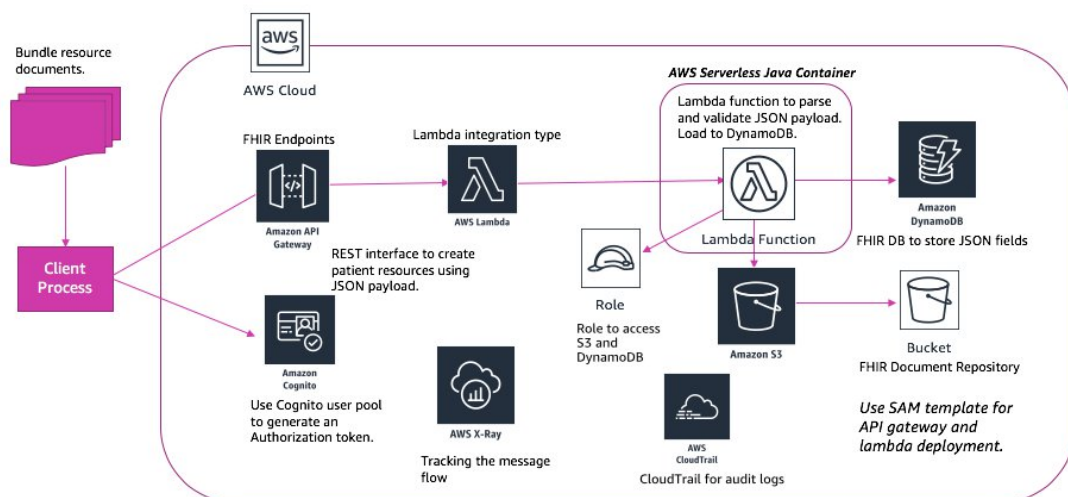 Bundle resource
documents.
aws
AWS Cloud
AWS Serverless Java Container
Lambda function to parse
and validate JSON payload.
Load to DynamoDB.
FHIR Endpoints
Lambda integration type
Amazon API
Gateway
AWS Lambda
Lambda Function
Amazon
DynamoDB
FHIR DB to store JSON fields
REST interface to create
patient resources using
JSON payload.
Client
Process
Role
Role to access
S3 and
DynamoDB
Amazon S3
Bucket
FHIR Document Repository
Amazon
Cognito
Use Cognito user pool
to generate an
Authorization token.
AWS X-Ray
Tracking the message
flow
AWS
CloudTrail
CloudTrail for audit logs
Use SAM template for
API gateway and
lambda deployment.